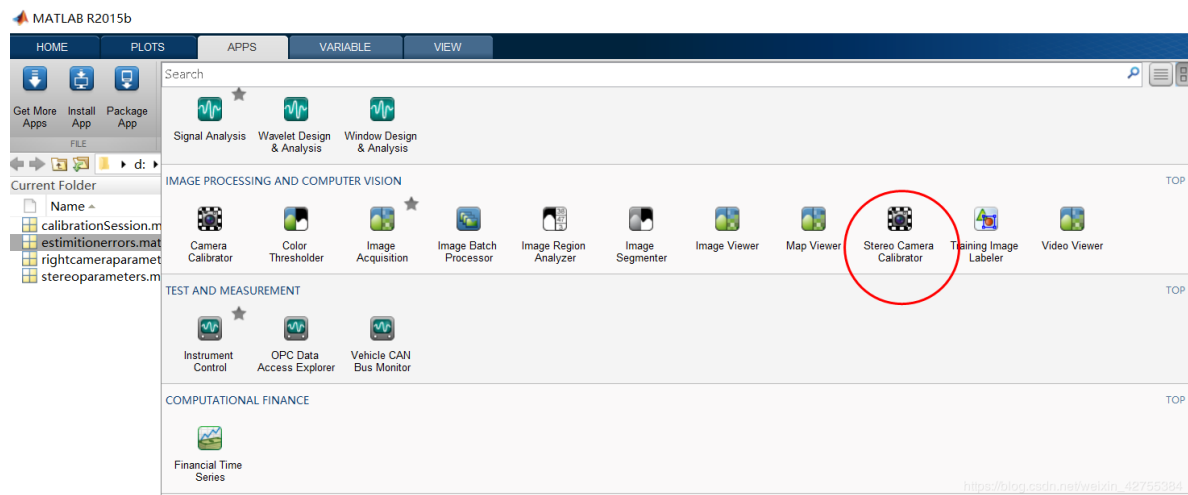 MATLAB R2015b
HOME PLOTS APPS VARIABLE VIEW
Search
Get More Apps
Install App
Package App
FILE
d:
Current Folder
Name
calibrationSession.m
estimitionerrors.mat
rightcameraparamet
stereoparameters.m
Signal Analysis
Wavelet Design & Analysis
Window Design & Analysis
IMAGE PROCESSING AND COMPUTER VISION TOP
Camera Calibrator
Color Thresholder
Image Acquisition
Image Batch Processor
Image Region Analyzer
Image Segmenter
Image Viewer
Map Viewer
Stereo Camera Calibrator
Training Image Labeler
Video Viewer
TEST AND MEASUREMENT TOP
Instrument Control
OPC Data Access Explorer
Vehicle CAN Bus Monitor
COMPUTATIONAL FINANCE TOP
Financial Time Series
https://blog.csdn.net/weixin_42755384